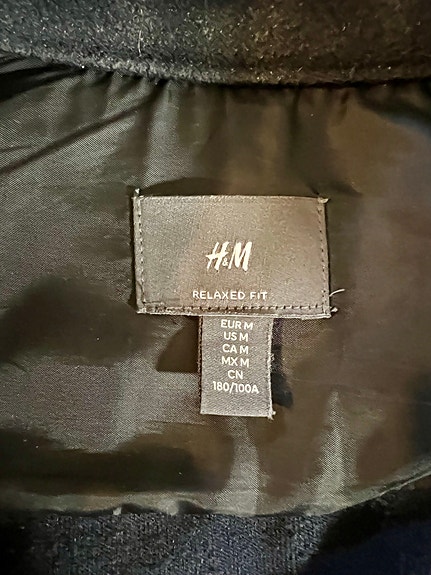 H&M
RELAXED FIT
EUR M
US M
CA M
MX M
CN
180/100A